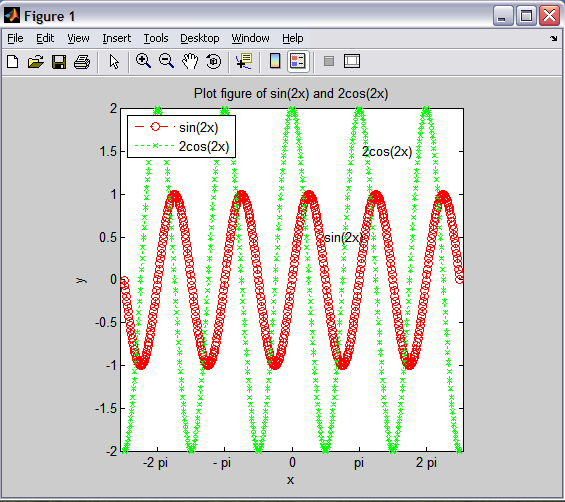 Figure 1
File Edit View Insert Tools Desktop Window Help
Plot figure of sin(2x) and 2cos(2x)
sin(2x)
2cos(2x)
2cos(2x)
sin(2x)
y
2
1.5
1
0.5
0
-0.5
-1
-1.5
-2
-2 pi - pi 0 pi 2 pi
x